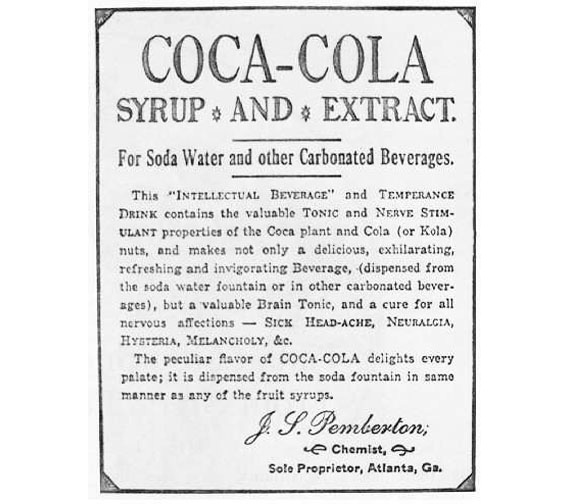 COCA-COLA
SYRUP * AND * EXTRACT.
For Soda Water and other Carbonated Beverages.
This "INTELLECTUAL BEVERAGE" and TEMPERANCE
DRINK contains the valuable TONIC and NERVE STIM-
ULANT properties of the Coca plant and Cola (or Kola)
nuts, and makes not only a delicious, exhilarating,
refreshing and invigorating Beverage, (dispensed from
the soda water fountain or in other carbonated bever-
ages), but a valuable Brain Tonic, and a cure for all
nervous affections — SICK HEAD-ACHE, NEURALGIA,
HYSTERIA, MELANCHOLY, &c.
The peculiar flavor of COCA-COLA delights every
palate; it is dispensed from the soda fountain in same
manner as any of the fruit syrups.
J. S. Pemberton,
Chemist,
Sole Proprietor, Atlanta, Ga.